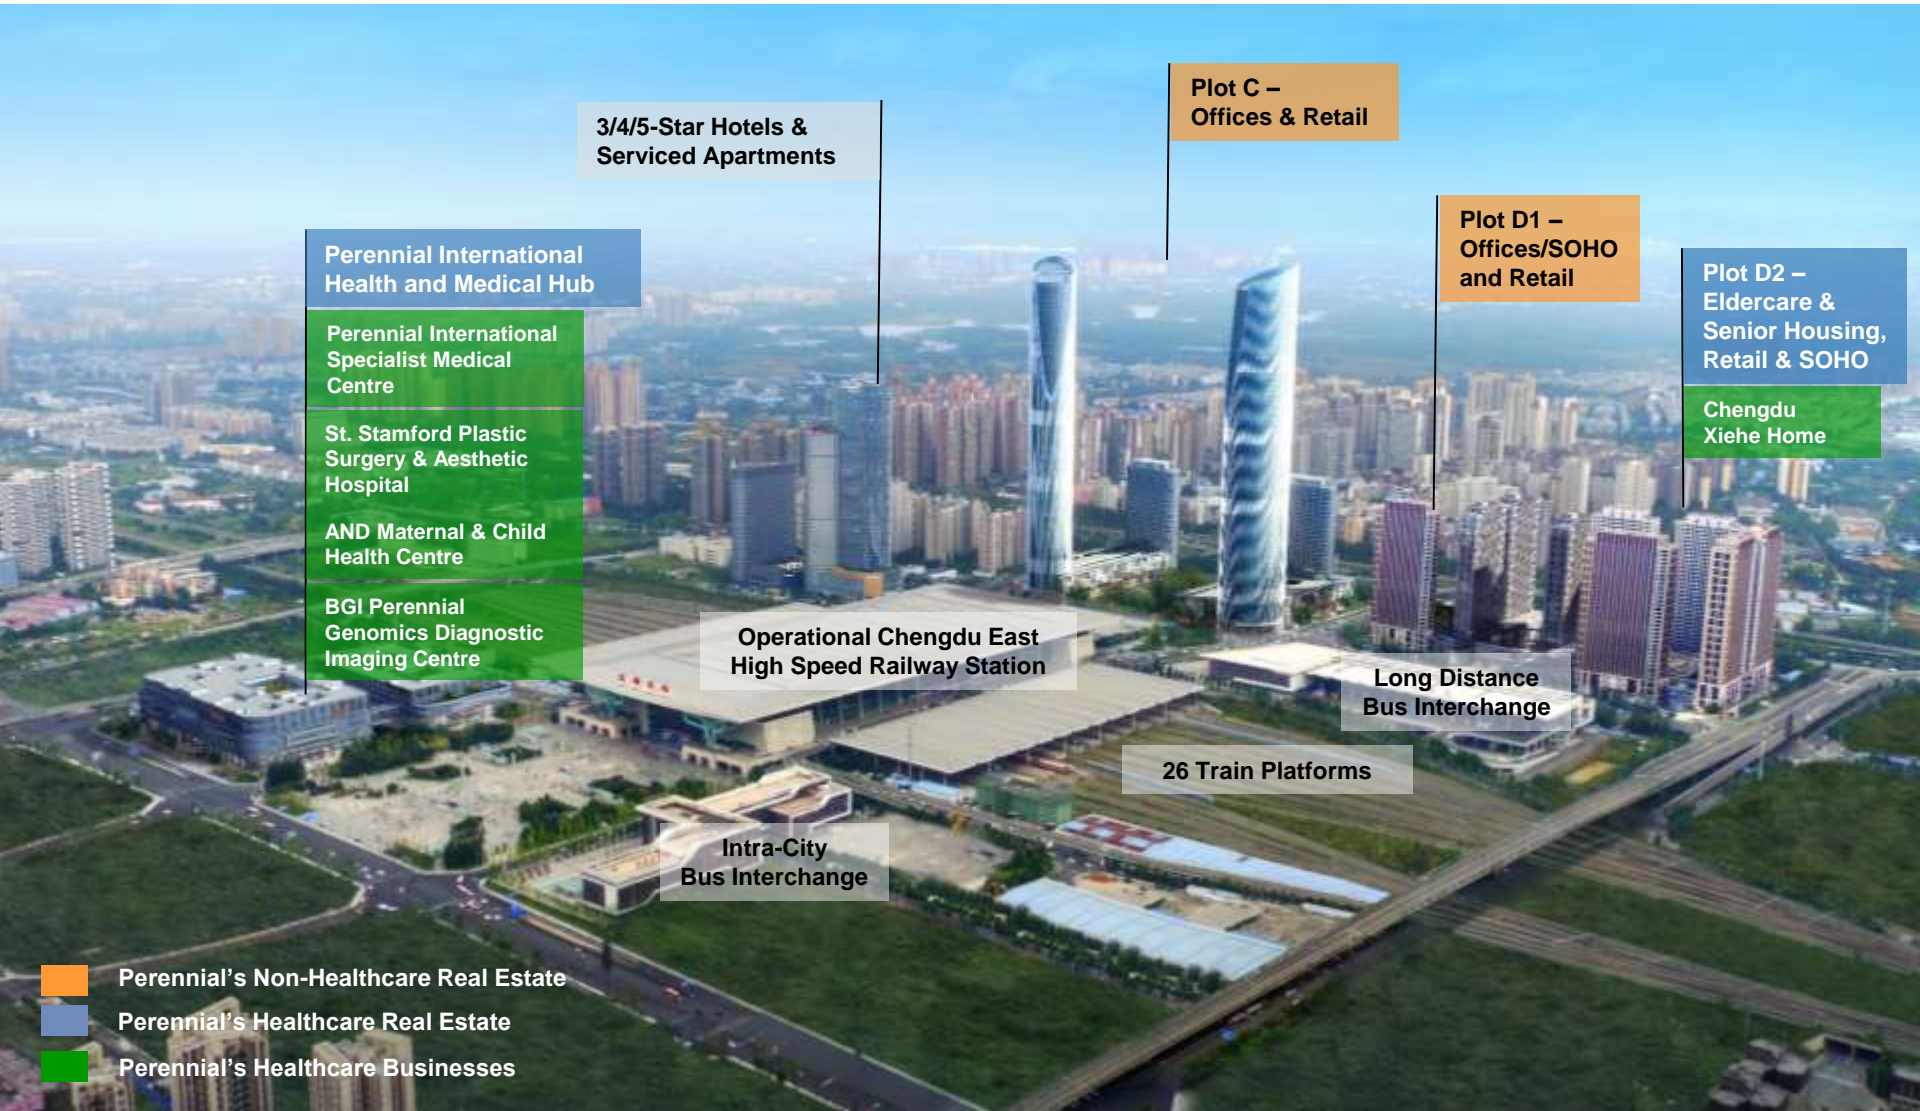 Plot C –
Offices & Retail
3/4/5-Star Hotels &
Serviced Apartments
Plot D1 –
Offices/SOHO
and Retail
Perennial International
Health and Medical Hub
Plot D2 –
Eldercare &
Senior Housing,
Retail & SOHO
Perennial International
Specialist Medical
Centre
Chengdu
Xiehe Home
St. Stamford Plastic
Surgery & Aesthetic
Hospital
AND Maternal & Child
Health Centre
BGI Perennial
Genomics Diagnostic
Imaging Centre
Operational Chengdu East
High Speed Railway Station
Long Distance
Bus Interchange
26 Train Platforms
Intra-City
Bus Interchange
Perennial’s Non-Healthcare Real Estate
Perennial’s Healthcare Real Estate
Perennial’s Healthcare Businesses